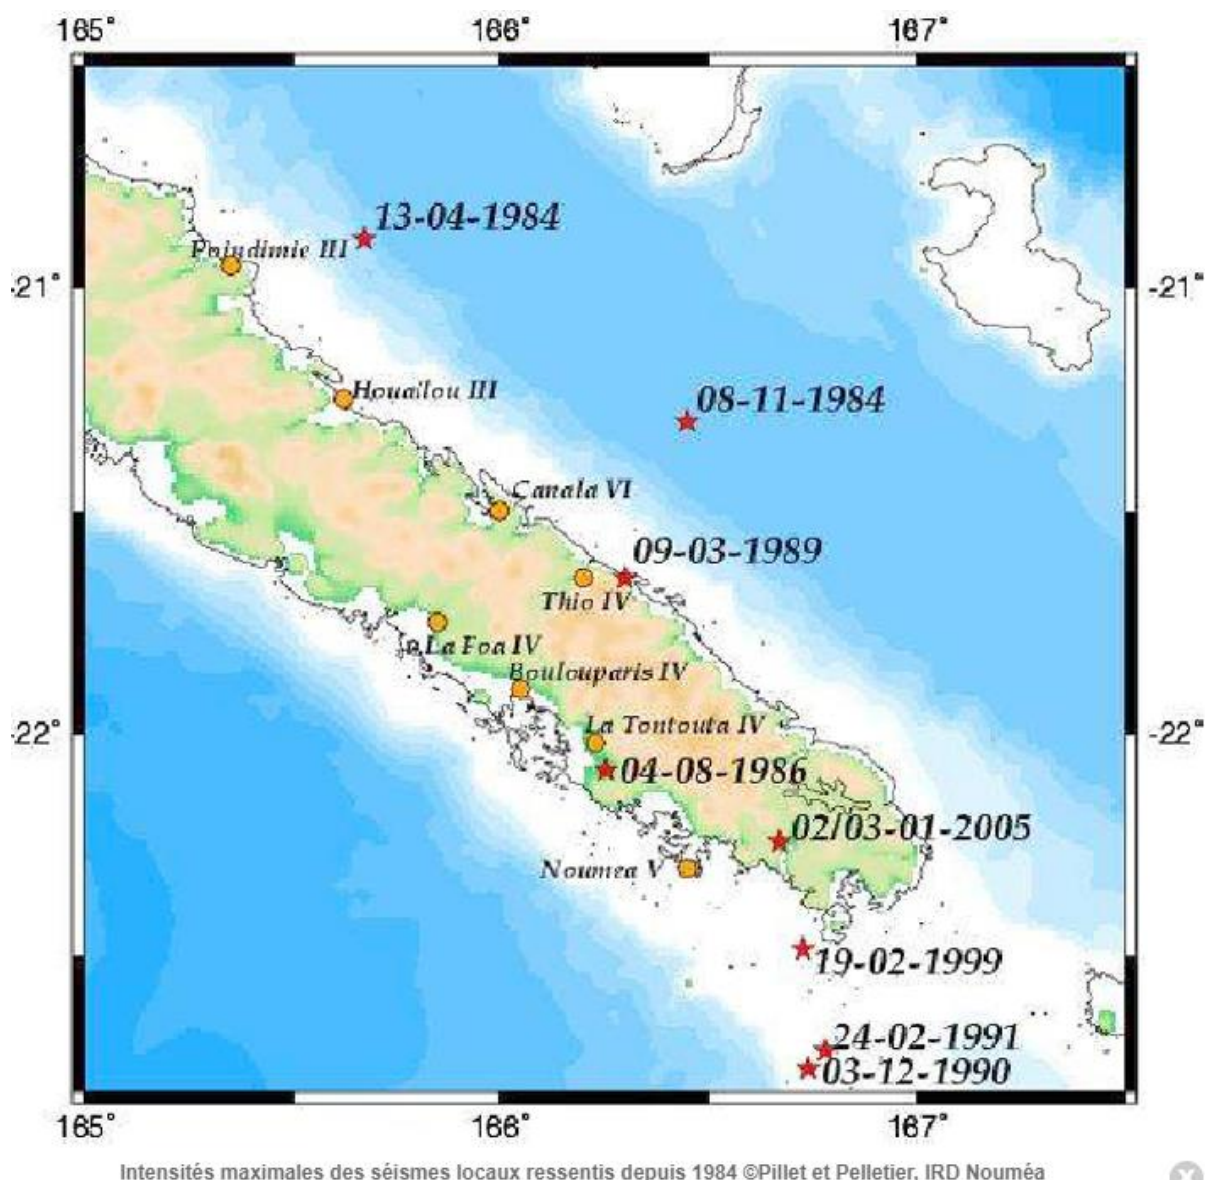 165° 166° 167°
13-04-1984
Poindimie III
-21° -21°
Houaïlou III
08-11-1984
Canala VI
09-03-1989
Thio IV
La Foa IV
Boulouparis IV
La Tontouta IV
-22° -22°
04-08-1986
02/03-01-2005
Noumea V
19-02-1999
24-02-1991
03-12-1990
165° 166° 167°
Intensités maximales des séismes locaux ressentis depuis 1984 ©Pillet et Pelletier, IRD Nouméa
X